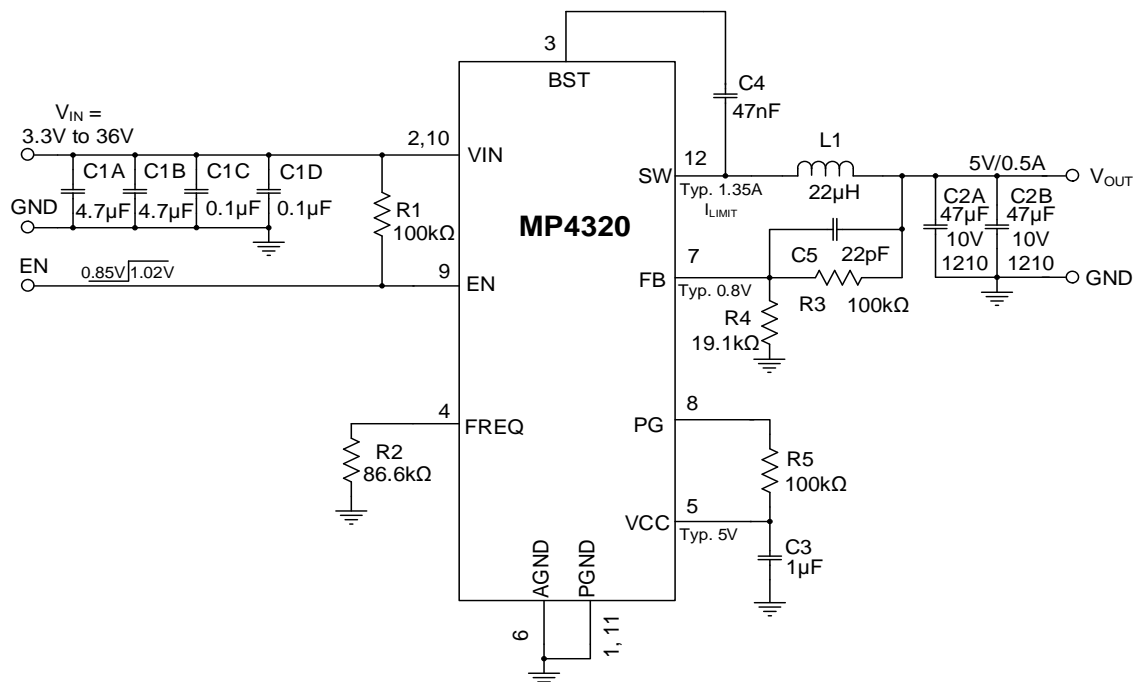 3
BST
C4
47nF
V_IN =
3.3V to 36V
2,10
VIN
C1A
C1B
C1C
C1D
4.7µF
4.7µF
0.1µF
0.1µF
GND
R1
100kΩ
EN
0.85V
1.02V
9
EN
MP4320
12
SW
Typ. 1.35A
I_LIMIT
L1
22µH
5V/0.5A
V_OUT
C2A
47µF
10V
1210
C2B
47µF
10V
1210
GND
7
FB
Typ. 0.8V
C5
22pF
R3
100kΩ
R4
19.1kΩ
4
FREQ
R2
86.6kΩ
8
PG
R5
100kΩ
5
VCC
Typ. 5V
C3
1µF
AGND
PGND
6
1, 11